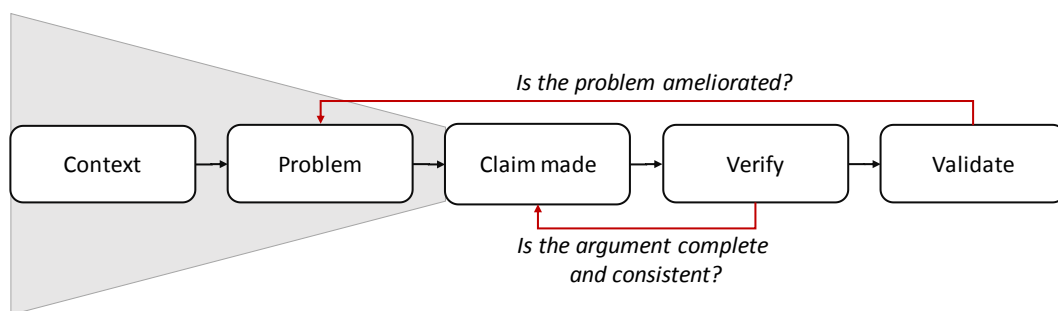 Is the problem ameliorated?
Context
Problem
Claim made
Verify
Validate
Is the argument complete
and consistent?